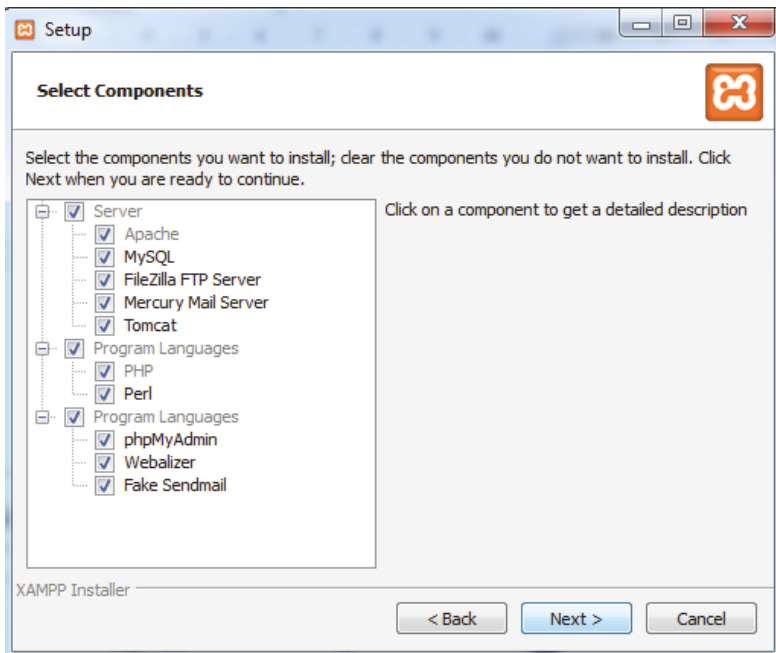 Setup
Select Components
Select the components you want to install; clear the components you do not want to install. Click
Next when you are ready to continue.
Server
Apache
MySQL
FileZilla FTP Server
Mercury Mail Server
Tomcat
Program Languages
PHP
Perl
Program Languages
phpMyAdmin
Webalizer
Fake Sendmail
Click on a component to get a detailed description
XAMPP Installer
< Back
Next >
Cancel